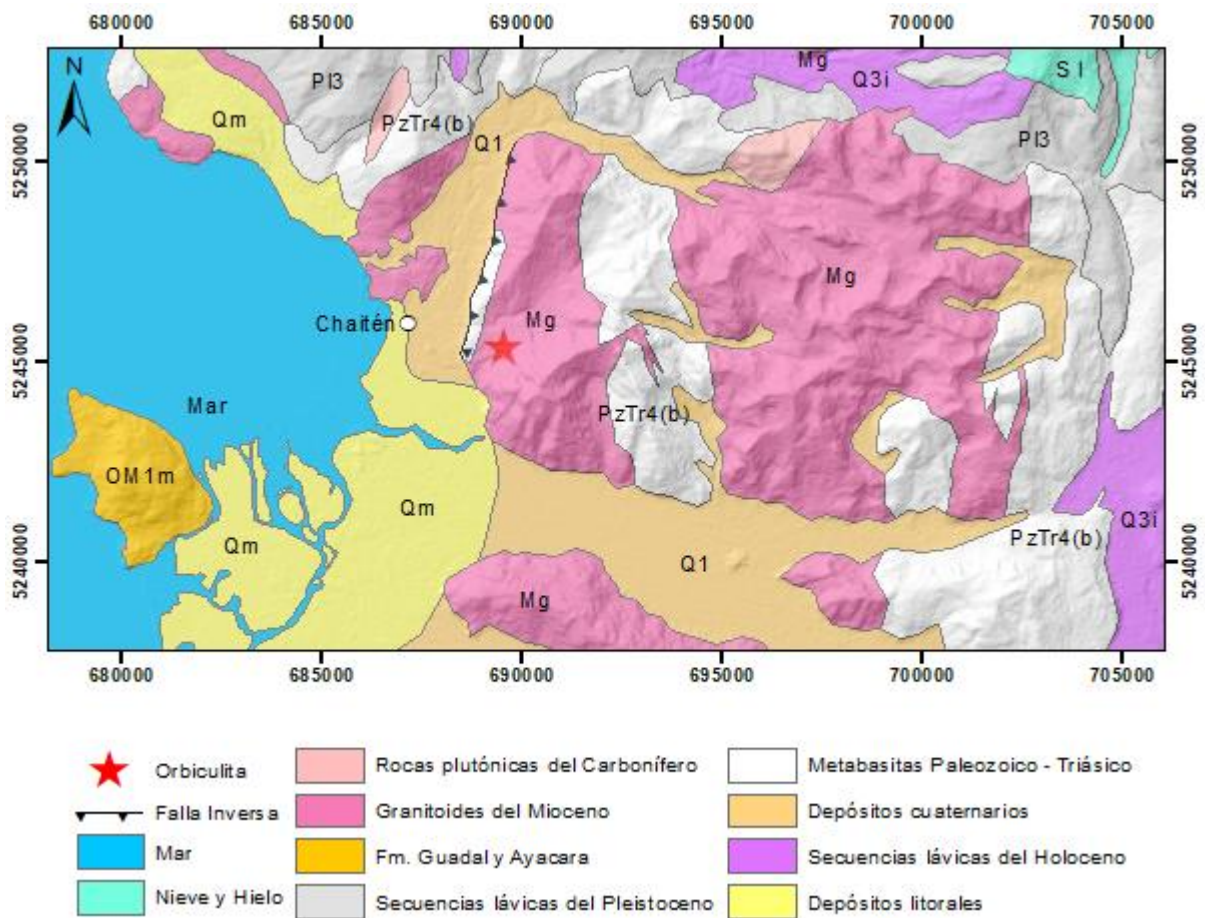 680000 685000 690000 695000 700000 705000
N
Mg
Q3i
S I
Pl3
Qm
PzTr4(b)
Q1
Pl3
5250000
5250000
Mg
Mg
Chaitén
5245000
5245000
Mar
PzTr4(b)
OM1m
Qm
Q3i
PzTr4(b)
Qm
Q1
5240000
5240000
Mg
680000 685000 690000 695000 700000 705000
Orbiculita
Falla Inversa
Mar
Nieve y Hielo
Rocas plutónicas del Carbonífero
Granitoides del Mioceno
Fm. Guadal y Ayacara
Secuencias lávicas del Pleistoceno
Metabasitas Paleozoico - Triásico
Depósitos cuaternarios
Secuencias lávicas del Holoceno
Depósitos litorales